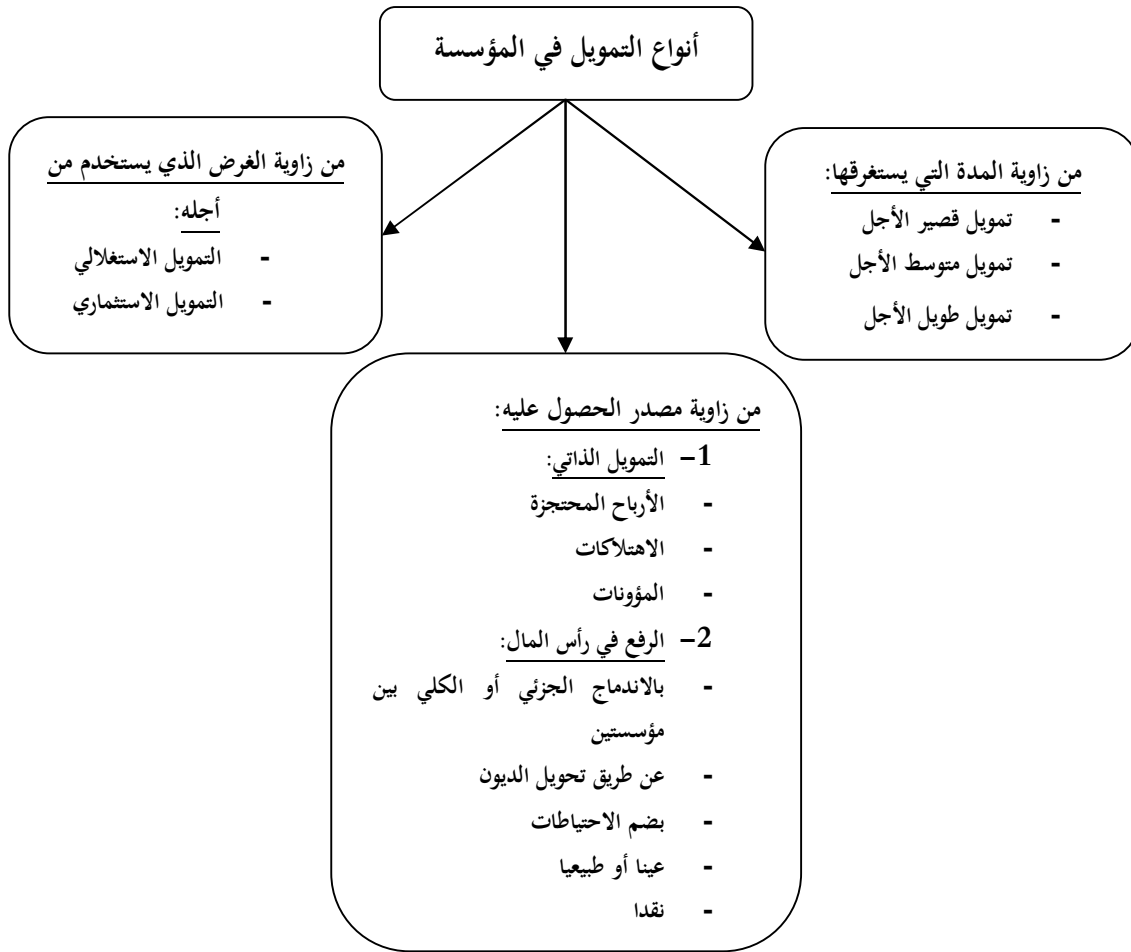 أنواع التمويل في المؤسسة
من زاوية المدة التي يستغرقها:
- تمويل قصير الأجل
- تمويل متوسط الأجل
- تمويل طويل الأجل
من زاوية الغرض الذي يستخدم من
أجله:
- التمويل الاستغلالي
- التمويل الاستثماري
من زاوية مصدر الحصول عليه:
1- التمويل الذاتي:
- الأرباح المحتجزة
- الاهتلاكات
- المؤونات
2- الرفع في رأس المال:
- بالاندماج الجزئي أو الكلي بين
مؤسستين
- عن طريق تحويل الديون
- بضم الاحتياطات
- عينا أو طبيعيا
- نقدا